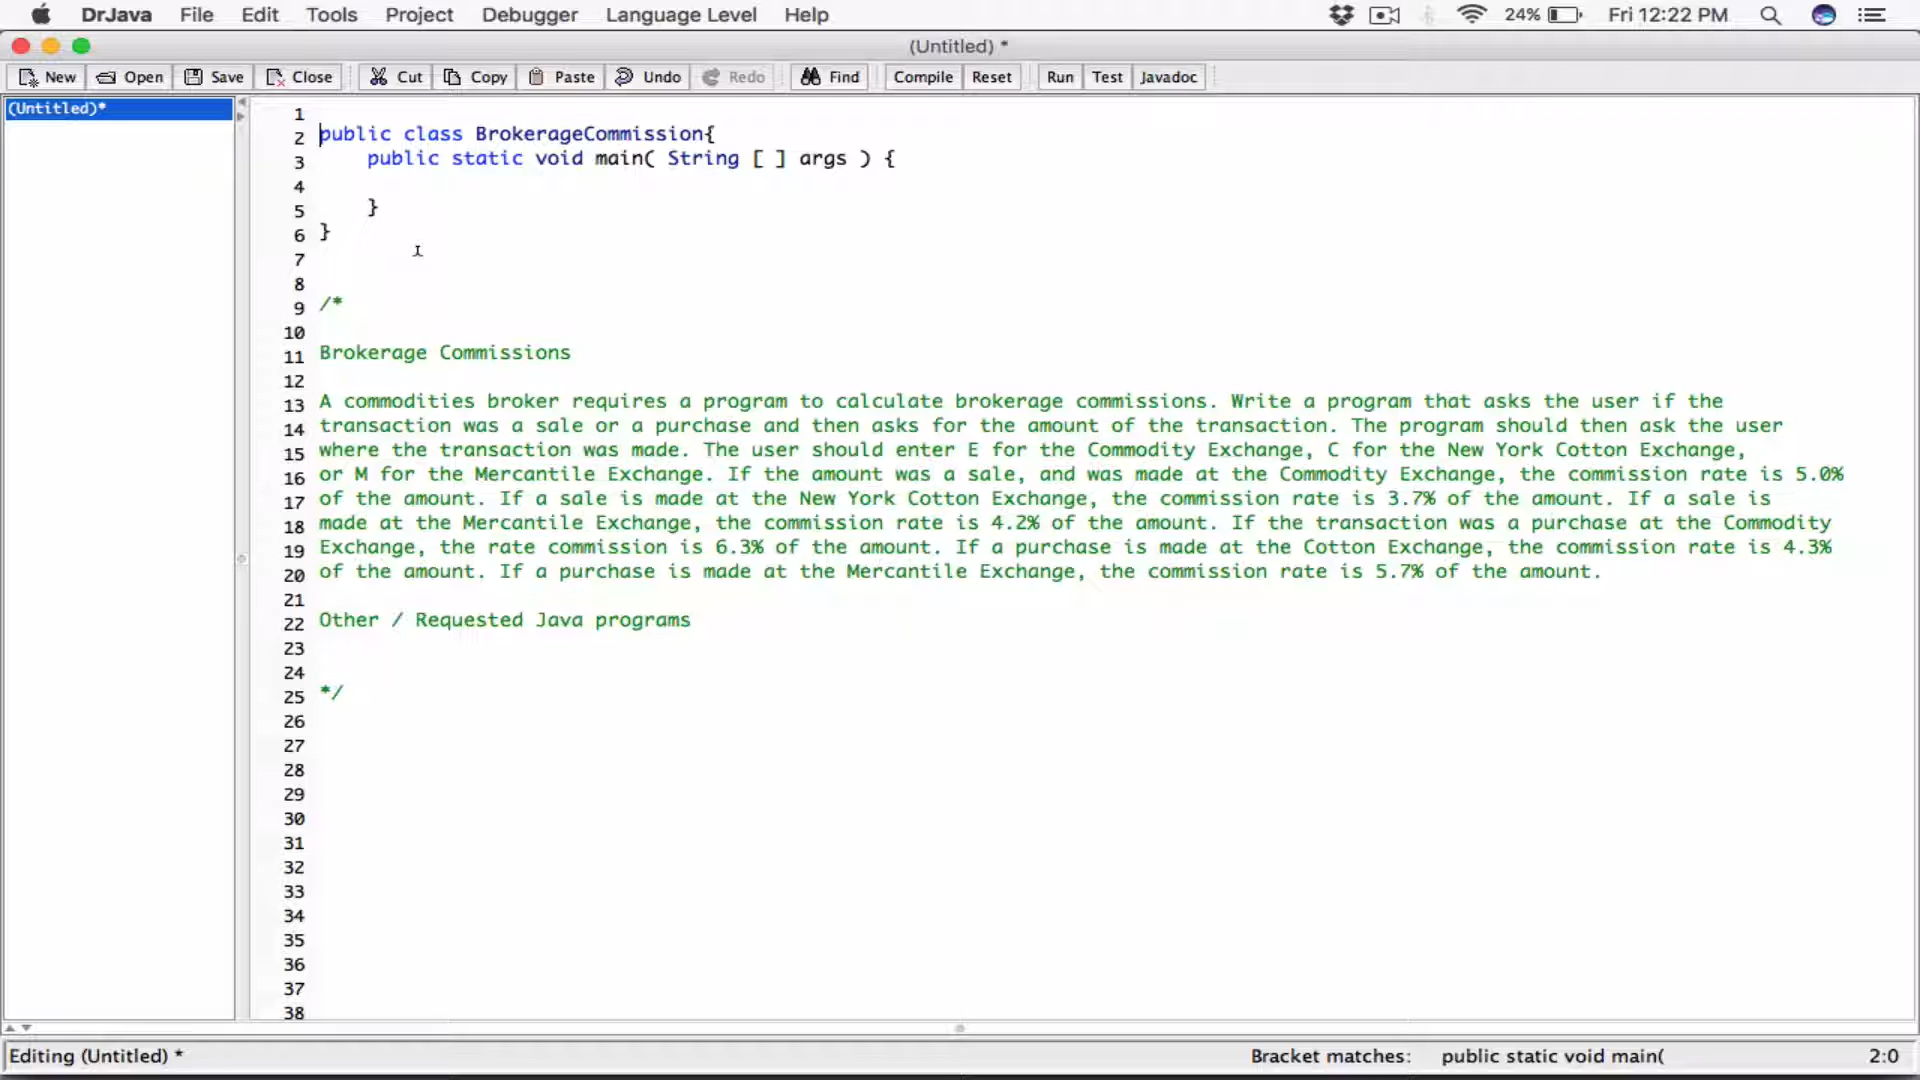 DrJava File Edit Tools Project Debugger Language Level Help 24% Fri 12:22 PM
(Untitled) *
New Open Save Close Cut Copy Paste Undo Redo Find Compile Reset Run Test Javadoc
(Untitled)*
1
2 public class BrokerageCommission{
3 public static void main( String [ ] args ) {
4
5 }
6 }
7
8
9 /*
10
11 Brokerage Commissions
12
13 A commodities broker requires a program to calculate brokerage commissions. Write a program that asks the user if the
14 transaction was a sale or a purchase and then asks for the amount of the transaction. The program should then ask the user
15 where the transaction was made. The user should enter E for the Commodity Exchange, C for the New York Cotton Exchange,
16 or M for the Mercantile Exchange. If the amount was a sale, and was made at the Commodity Exchange, the commission rate is 5.0%
17 of the amount. If a sale is made at the New York Cotton Exchange, the commission rate is 3.7% of the amount. If a sale is
18 made at the Mercantile Exchange, the commission rate is 4.2% of the amount. If the transaction was a purchase at the Commodity
19 Exchange, the rate commission is 6.3% of the amount. If a purchase is made at the Cotton Exchange, the commission rate is 4.3%
20 of the amount. If a purchase is made at the Mercantile Exchange, the commission rate is 5.7% of the amount.
21
22 Other / Requested Java programs
23
24
25 */
26
27
28
29
30
31
32
33
34
35
36
37
38
Editing (Untitled) * Bracket matches: public static void main( 2:0